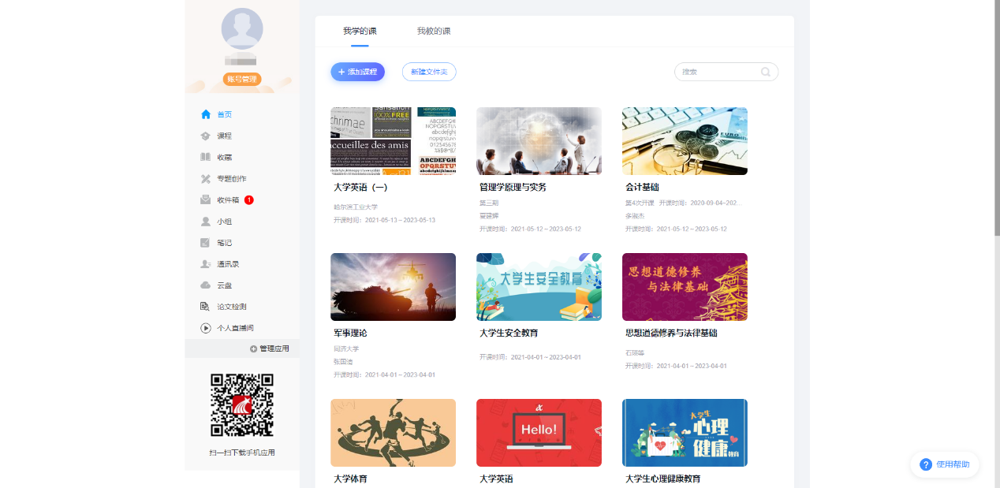 账号管理
首页
课程
收藏
专题创作
收件箱 1
小组
笔记
通讯录
云盘
论文检测
个人直播间
管理应用
扫一扫下载手机应用
我学的课 我教的课
+ 添加课程 新建文件夹 搜索
chrimae
100% FREE
accueillez des amis
ABCDEFGH
大学英语（一）
哈尔滨工业大学
开课时间：2021-05-13～2023-05-13
管理学原理与实务
第三期
开课时间：2021-05-12～2023-05-12
EURO
会计基础
第4次开课 开课时间：2020-09-04~202...
多淑杰
开课时间：2021-05-12～2023-05-12
军事理论
同济大学
张国清
开课时间：2021-04-01～2023-04-01
大学生安全教育
大学生安全教育
开课时间：2021-04-01～2023-04-01
思想道德修养
与法律基础
思想道德修养与法律基础
石瑛等
开课时间：2021-04-01～2023-04-01
大学体育
Hello!
大学英语
大学生
心理
健康
教育
大学生心理健康教育
? 使用帮助